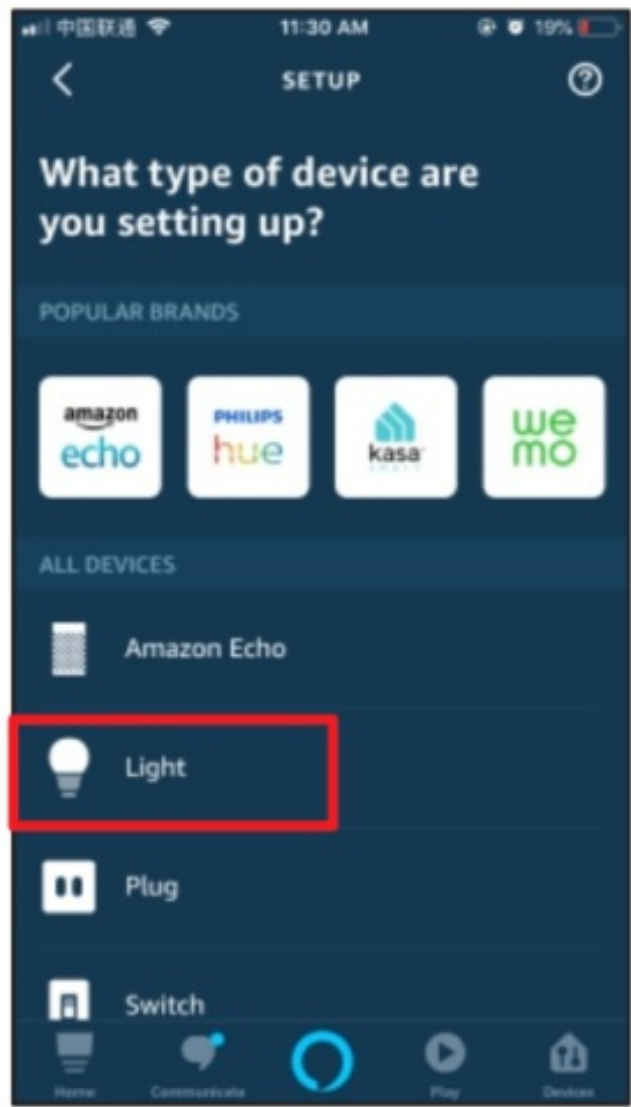 中国联通 11:30 AM 19%
SETUP
What type of device are
you setting up?
POPULAR BRANDS
amazon echo
PHILIPS hue
kasa smart
we mo
ALL DEVICES
Amazon Echo
Light
Plug
Switch
Home Communicate Play Devices